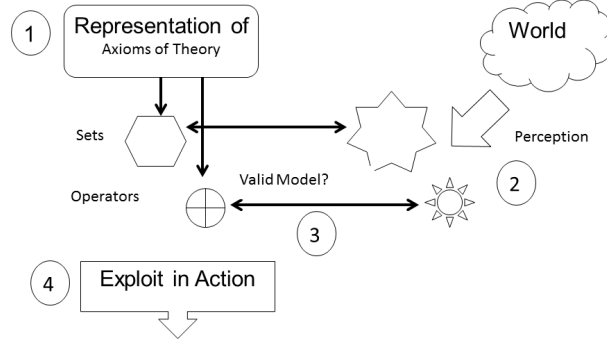 1
Representation of
Axioms of Theory
World
Sets
Perception
Operators
Valid Model?
2
3
4
Exploit in Action